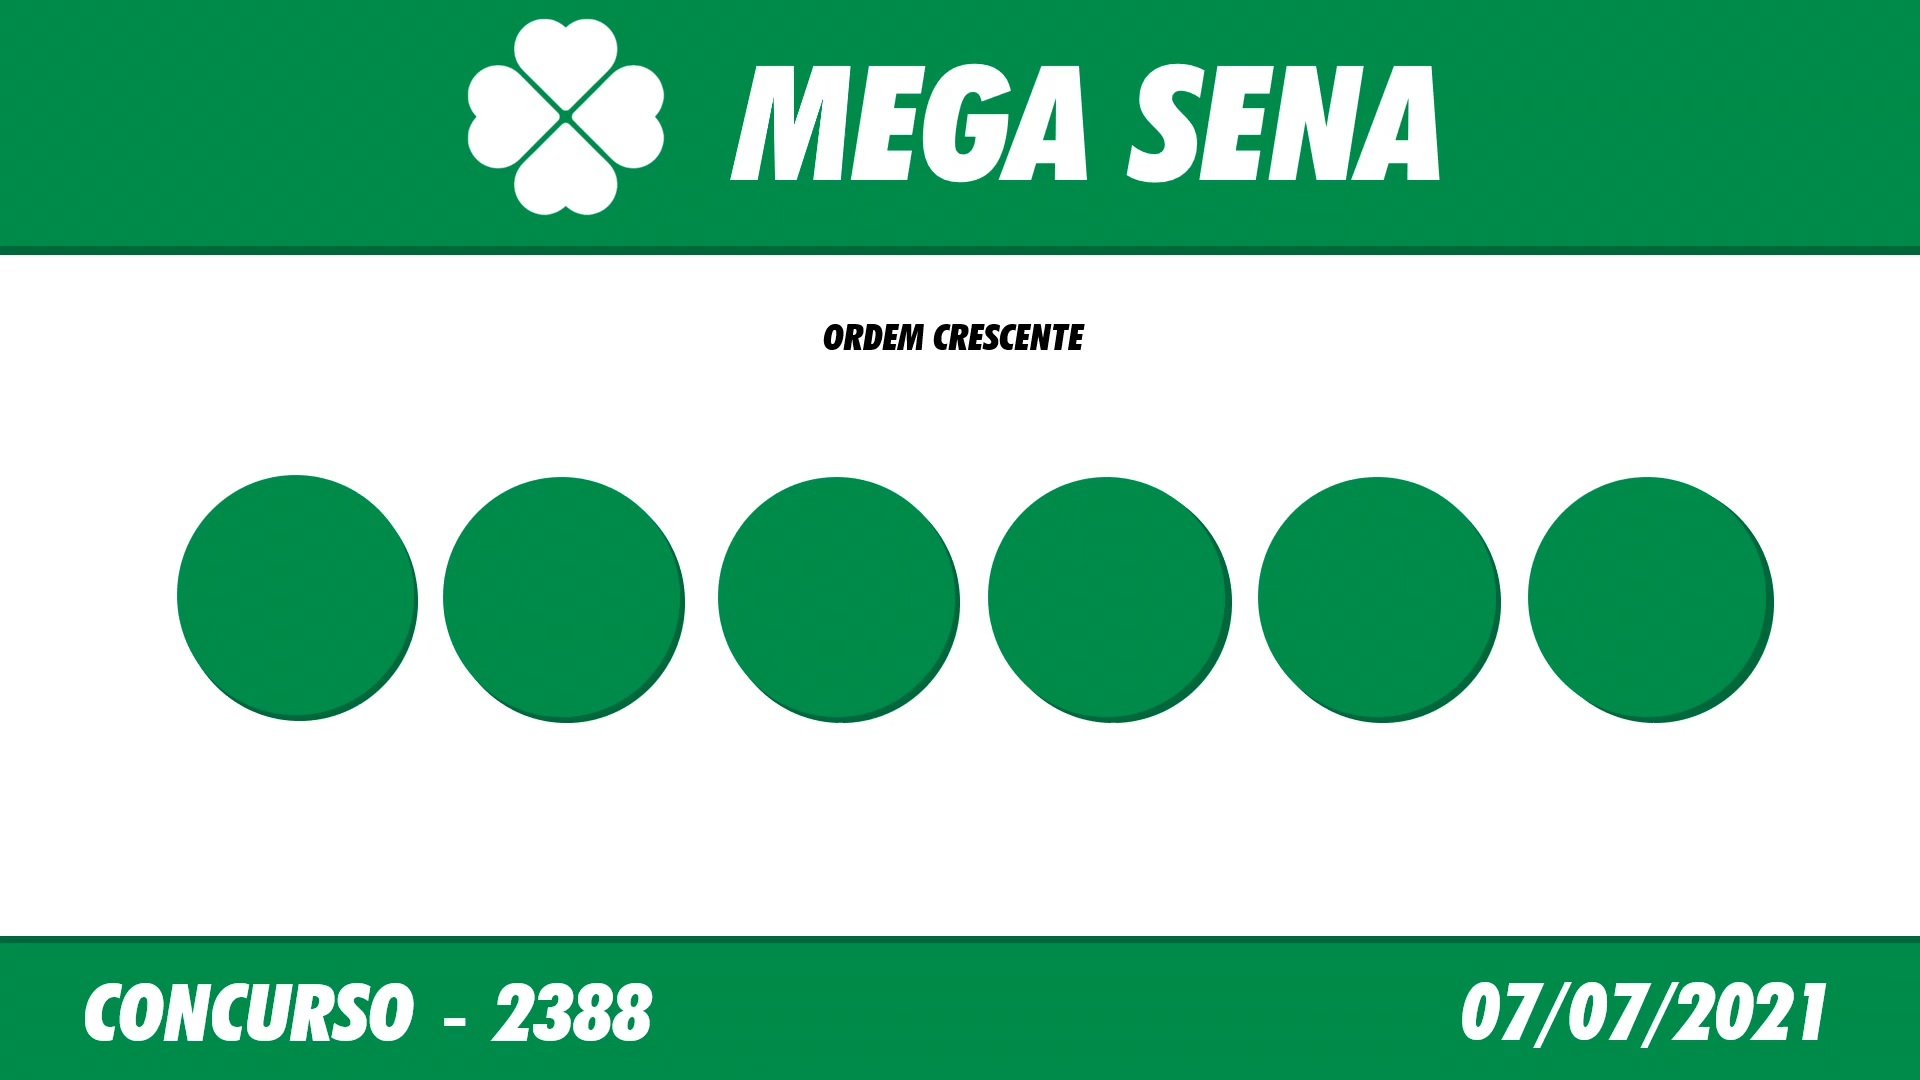 MEGA SENA
ORDEM CRESCENTE
CONCURSO - 2388
07/07/2021